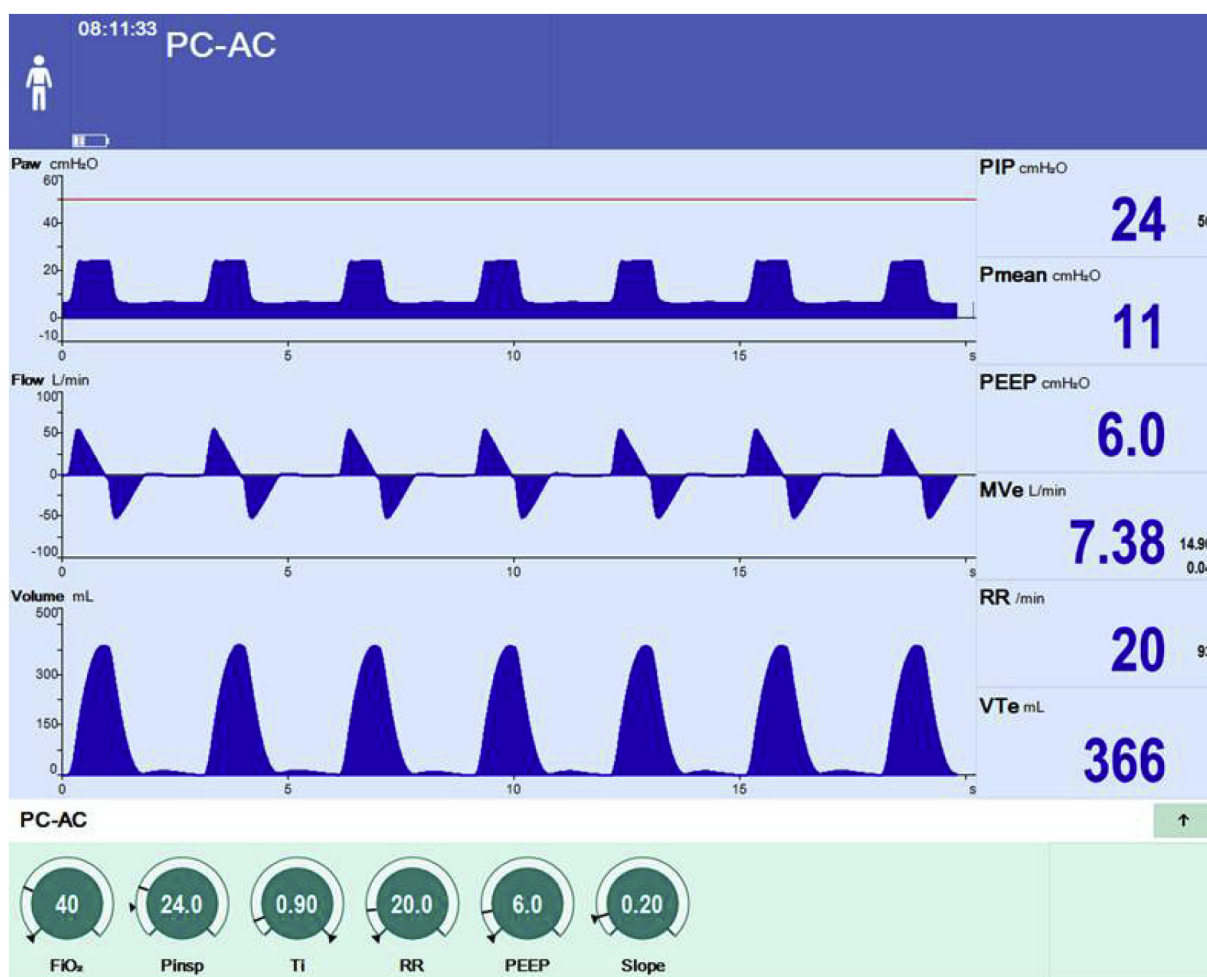 08:11:33
PC-AC
Paw cmH₂O
60
40
20
0
-10
0 5 10 15 s
Flow L/min
100
50
0
-50
-100
0 5 10 15 s
Volume mL
500
300
150
0
0 5 10 15 s
PIP cmH₂O
24
Pmean cmH₂O
11
PEEP cmH₂O
6.0
MVe L/min
7.38
RR /min
20
VTe mL
366
PC-AC
↑
40 24.0 0.90 20.0 6.0 0.20
FiO₂ Pinsp Ti RR PEEP Slope